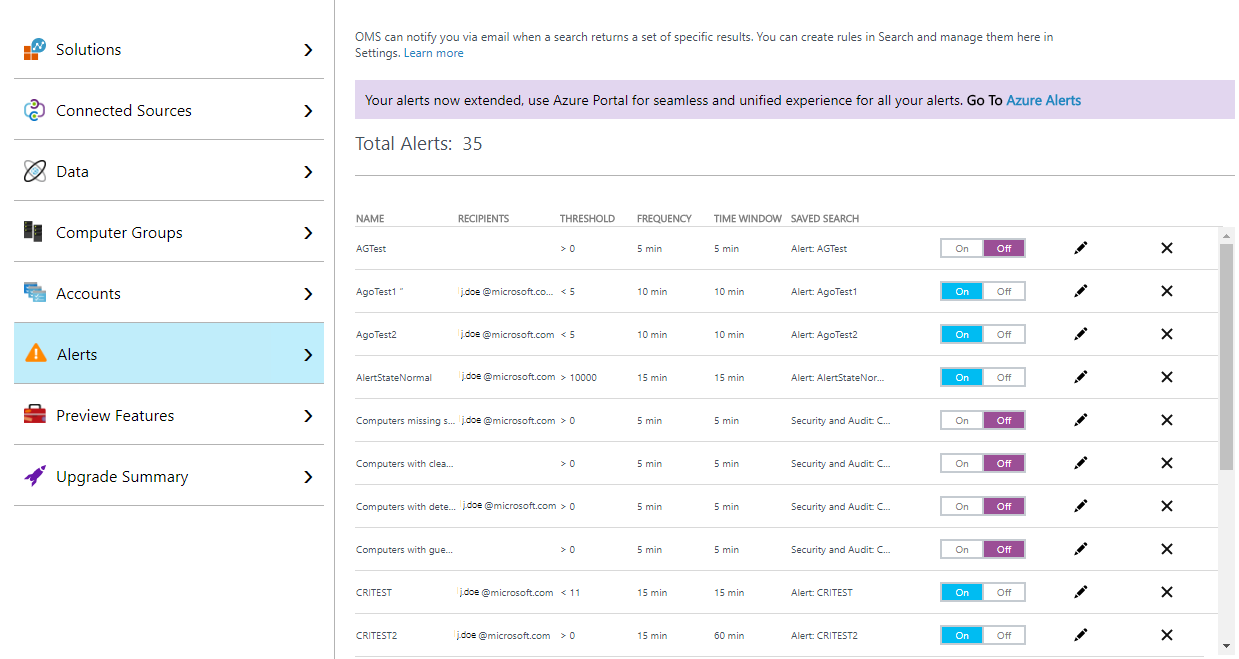 Solutions
Connected Sources
Data
Computer Groups
Accounts
Alerts
Preview Features
Upgrade Summary
OMS can notify you via email when a search returns a set of specific results. You can create rules in Search and manage them here in
Settings. Learn more
Your alerts now extended, use Azure Portal for seamless and unified experience for all your alerts. Go To Azure Alerts
Total Alerts: 35
NAME RECIPIENTS THRESHOLD FREQUENCY TIME WINDOW SAVED SEARCH
AGTest > 0 5 min 5 min Alert: AGTest On Off
AgoTest1 " j.doe @microsoft.co... < 5 10 min 10 min Alert: AgoTest1 On Off
AgoTest2 j.doe @microsoft.com < 5 10 min 10 min Alert: AgoTest2 On Off
AlertStateNormal j.doe @microsoft.com > 10000 15 min 15 min Alert: AlertStateNor... On Off
Computers missing s... j.doe @microsoft.com > 0 5 min 5 min Security and Audit: C... On Off
Computers with clea... > 0 5 min 5 min Security and Audit: C... On Off
Computers with dete... j.doe @microsoft.com > 0 5 min 5 min Security and Audit: C... On Off
Computers with gue... > 0 5 min 5 min Security and Audit: C... On Off
CRITEST j.doe @microsoft.com < 11 15 min 15 min Alert: CRITEST On Off
CRITEST2 j.doe @microsoft.com > 0 15 min 60 min Alert: CRITEST2 On Off